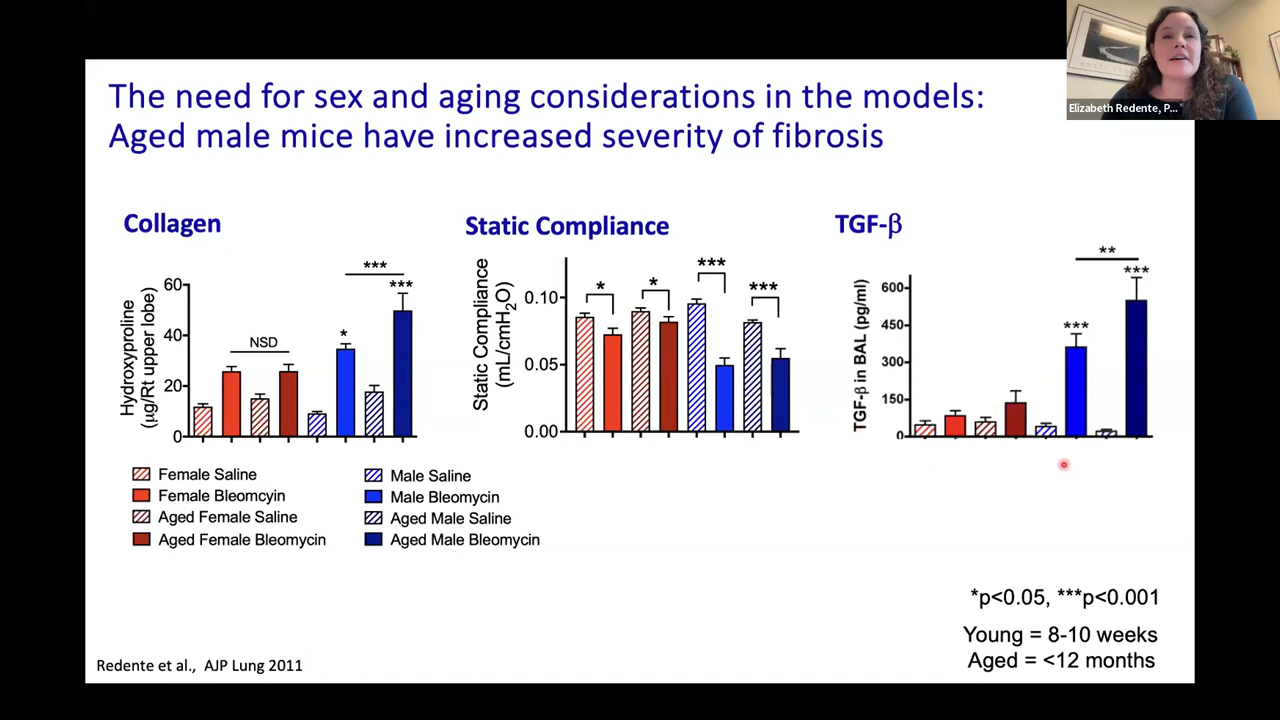 Elizabeth Redente, P...
The need for sex and aging considerations in the models:
Aged male mice have increased severity of fibrosis
Collagen
Hydroxyproline
(µg/Rt upper lobe)
60
40
20
0
NSD
*
***
***
Static Compliance
Static Compliance
(mL/cmH2O)
0.10
0.05
0.00
*
*
***
***
TGF-β
TGF-β in BAL (pg/ml)
600
450
300
150
0
***
**
***
Female Saline
Female Bleomcyin
Aged Female Saline
Aged Female Bleomycin
Male Saline
Male Bleomycin
Aged Male Saline
Aged Male Bleomycin
*p<0.05, ***p<0.001
Young = 8-10 weeks
Aged = <12 months
Redente et al., AJP Lung 2011